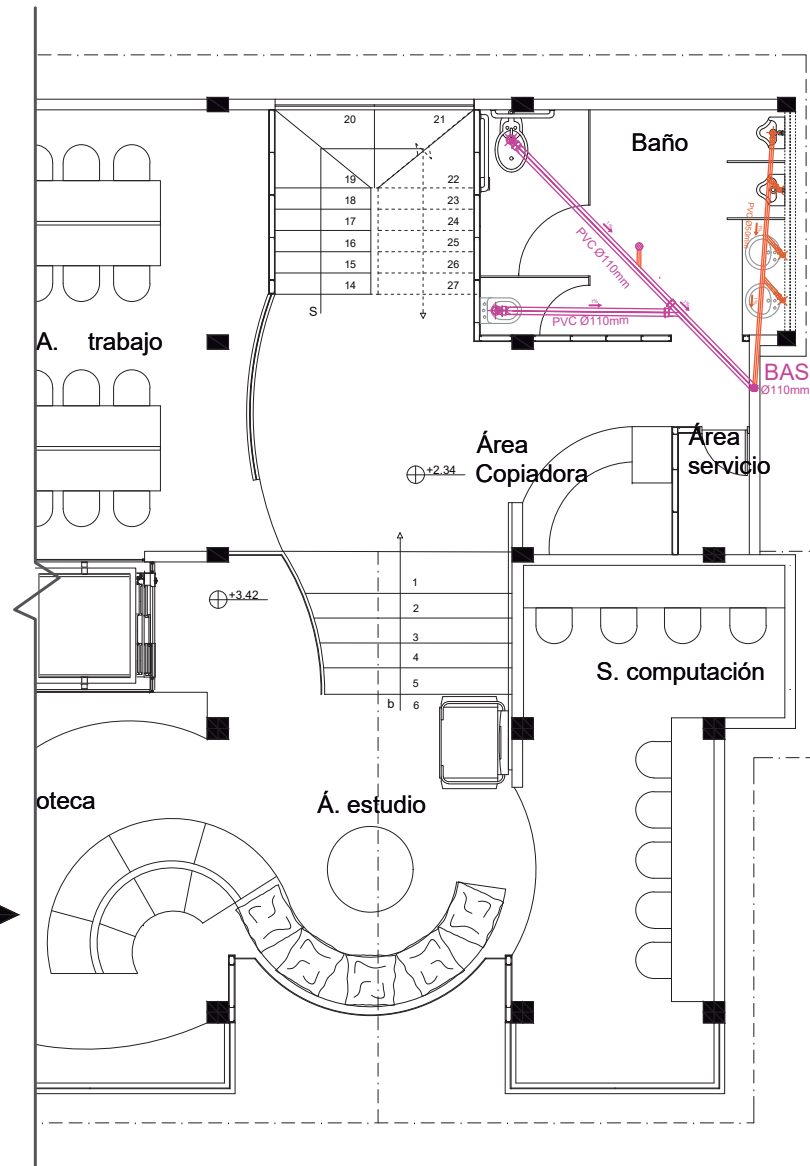 20
21
Baño
19
22
18
23
17
24
16
25
15
26
14
27
S
PVC Ø110mm
PVC Ø50mm
PVC Ø110mm
A. trabajo
BAS
Ø110mm
Área
Copiadora
Área
servicio
+2.34
+3.42
1
2
3
4
5
b
6
S. computación
oteca
Á. estudio